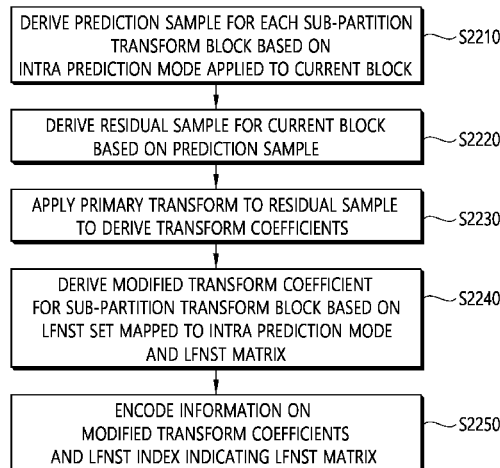 DERIVE PREDICTION SAMPLE FOR EACH SUB-PARTITION
TRANSFORM BLOCK BASED ON
INTRA PREDICTION MODE APPLIED TO CURRENT BLOCK
S2210
DERIVE RESIDUAL SAMPLE FOR CURRENT BLOCK
BASED ON PREDICTION SAMPLE
S2220
APPLY PRIMARY TRANSFORM TO RESIDUAL SAMPLE
TO DERIVE TRANSFORM COEFFICIENTS
S2230
DERIVE MODIFIED TRANSFORM COEFFICIENT
FOR SUB-PARTITION TRANSFORM BLOCK BASED ON
LFNST SET MAPPED TO INTRA PREDICTION MODE
AND LFNST MATRIX
S2240
ENCODE INFORMATION ON
MODIFIED TRANSFORM COEFFICIENTS
AND LFNST INDEX INDICATING LFNST MATRIX
S2250